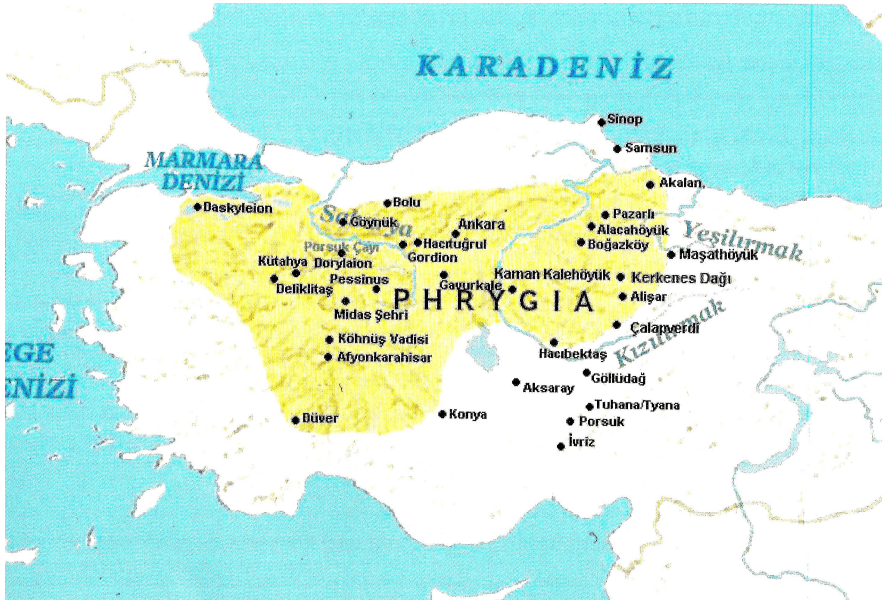 KARADENİZ
Sinop
Samsun
MARMARA
DENİZİ
Akalan,
Daskyleion
Bolu
Sakarya
Göynük
Ankara
Pazarlı
Alacahöyük
Yeşilırmak
Porsuk Çayı
Hacıtuğrul
Boğazköy
Gordion
Maşathöyük
Kütahya
Dorylaion
Deliklitaş
Pessinus
Gavurkale
Kaman Kalehöyük
Kerkenes Dağı
PHRYGIA
Alişar
Midas Şehri
Çalapverdi
Kızılırmak
Köhnüş Vadisi
Hacıbektaş
EGE
DENİZİ
Afyonkarahisar
Göllüdağ
Aksaray
Tuhana/Tyana
Düver
Konya
Porsuk
İvriz